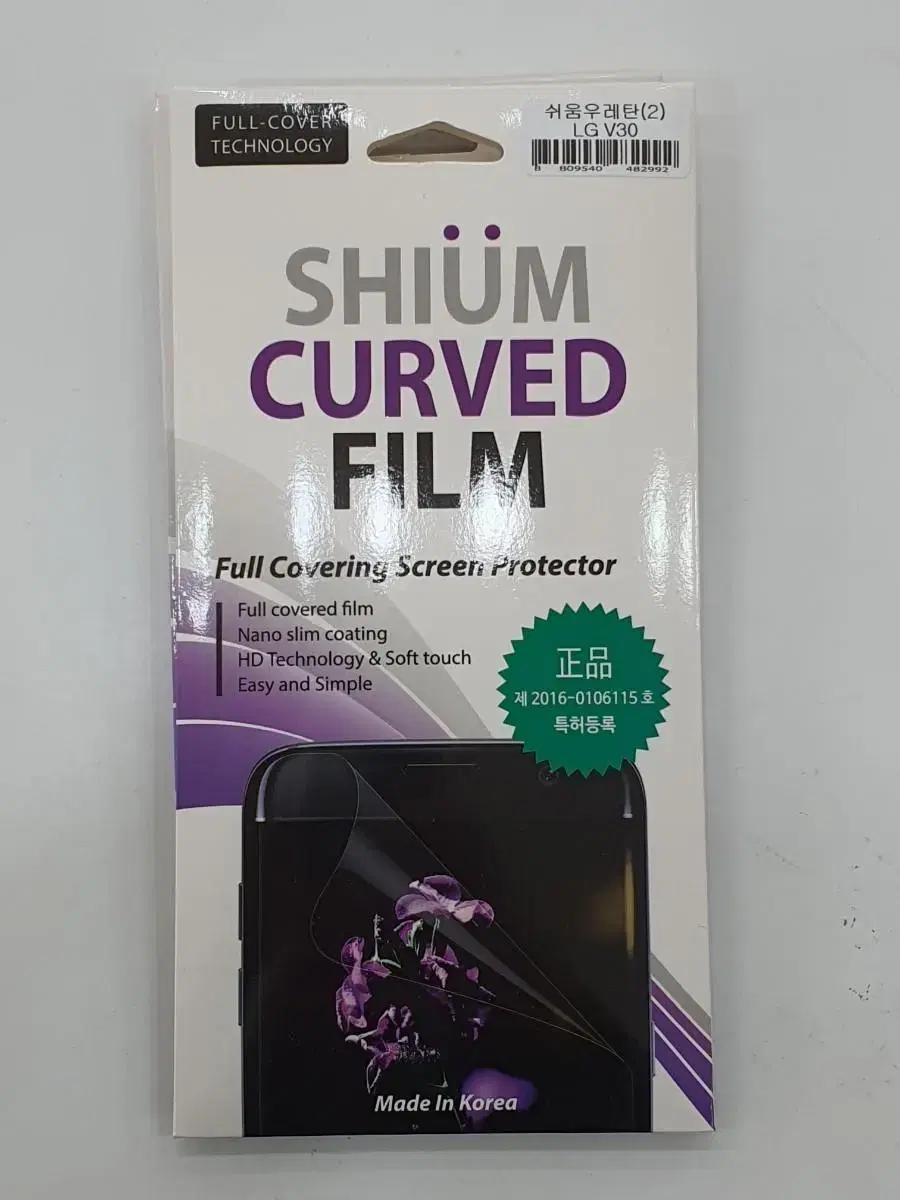 FULL-COVER
TECHNOLOGY
쉬움우레탄(2)
LG V30
8 809540 482992
SHIÜM
CURVED
FILM
Full Covering Screen Protector
Full covered film
Nano slim coating
HD Technology & Soft touch
Easy and Simple
正品
제 2016-0106115 호
특허등록
Made In Korea